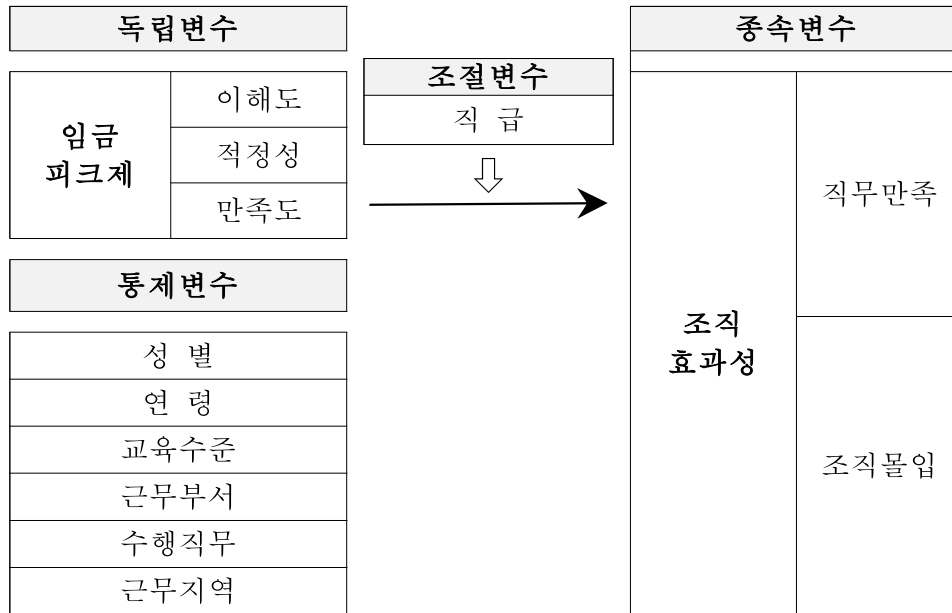 독립변수
임금
피크제
이해도
적정성
만족도
통제변수
성 별
연 령
교육수준
근무부서
수행직무
근무지역
조절변수
직 급
종속변수
조직
효과성
직무만족
조직몰입